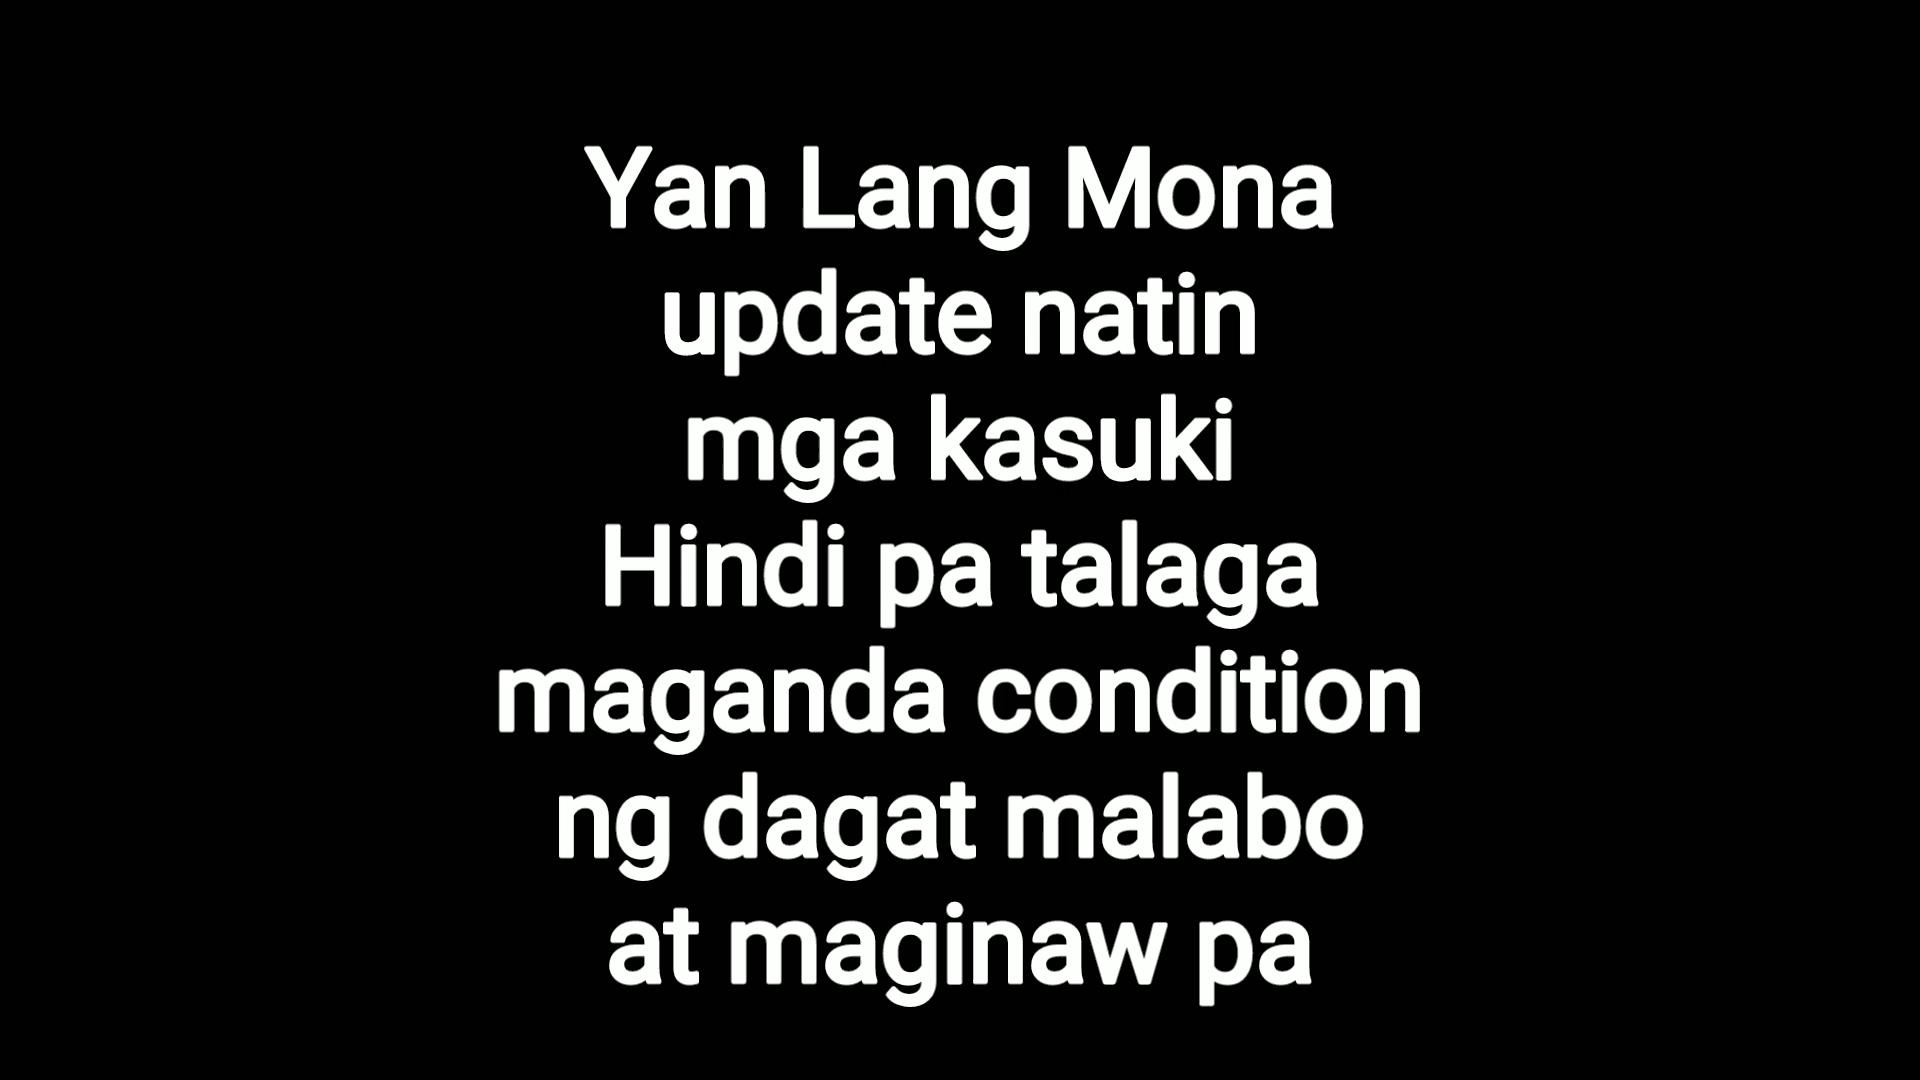 Yan Lang Mona
update natin
mga kasuki
Hindi pa talaga
maganda condition
ng dagat malabo
at maginaw pa